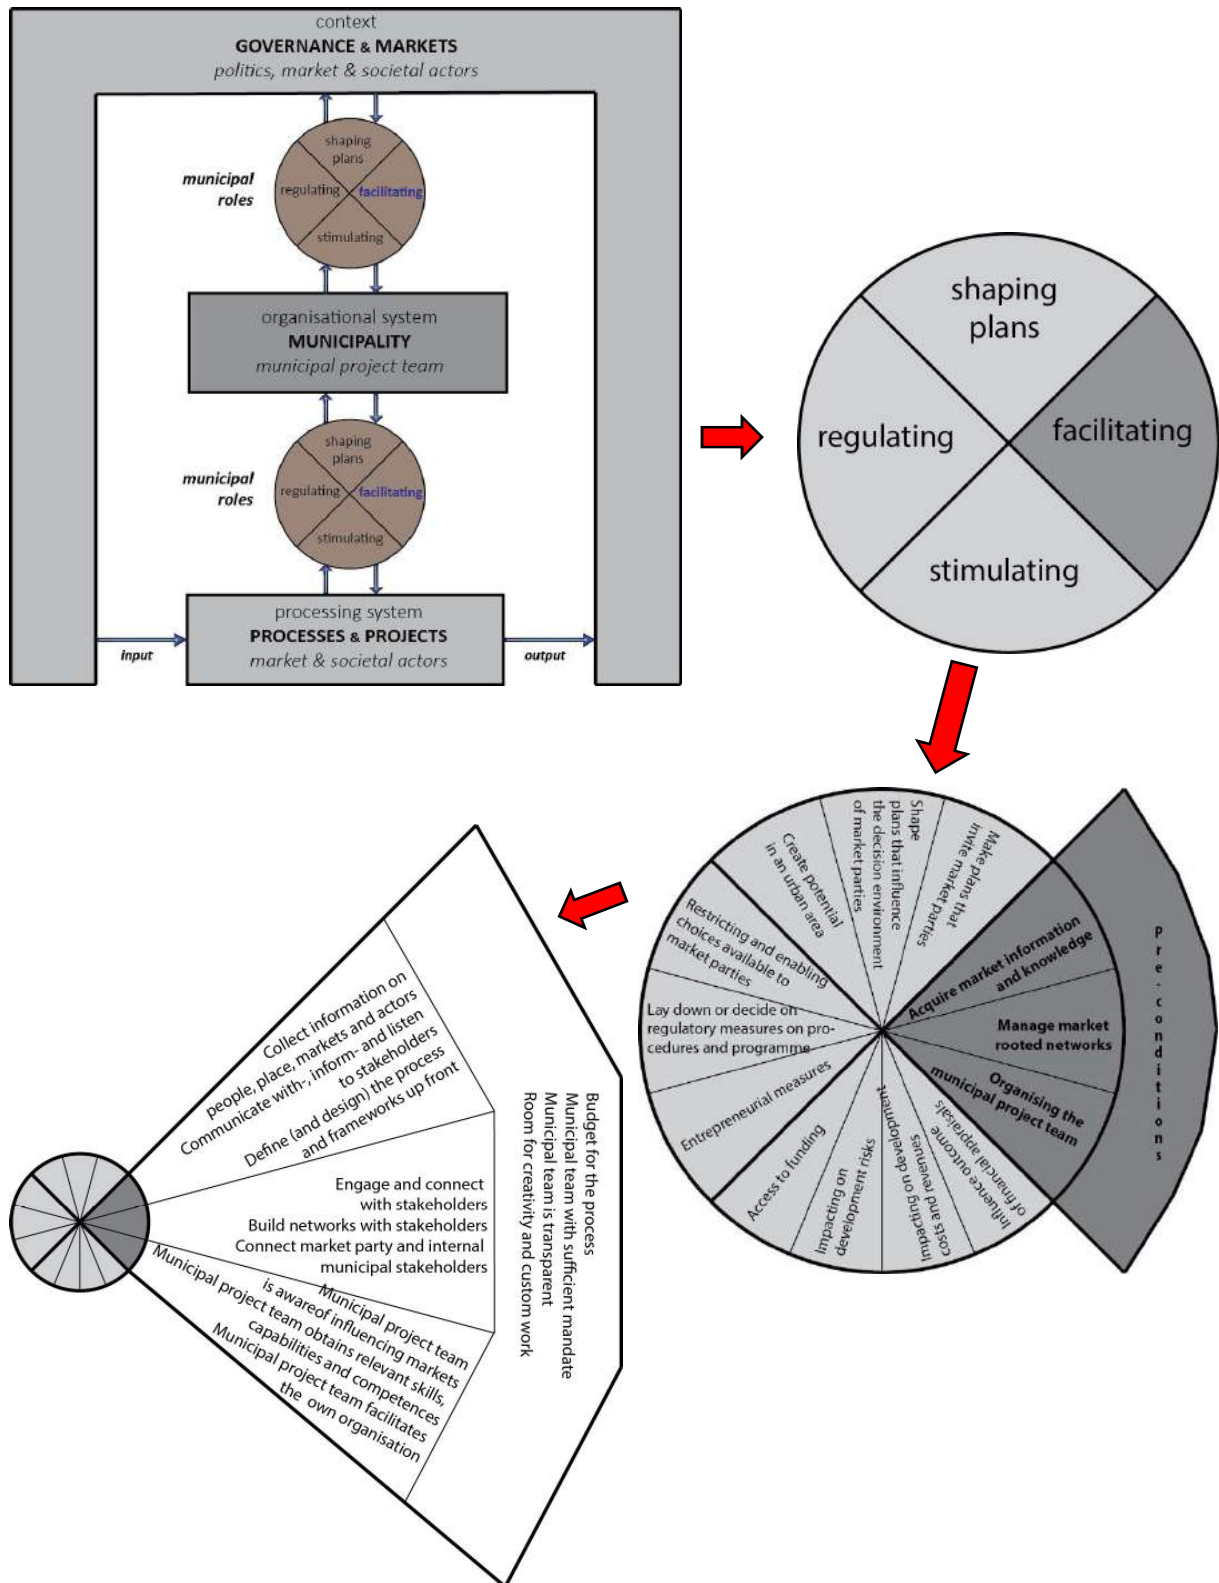 context
GOVERNANCE & MARKETS
politics, market & societal actors
municipal
roles
shaping
plans
regulating
facilitating
stimulating
organisational system
MUNICIPALITY
municipal project team
municipal
roles
shaping
plans
regulating
facilitating
stimulating
input
processing system
PROCESSES & PROJECTS
market & societal actors
output
shaping
plans
regulating
facilitating
stimulating
Restricting and enabling
choices available to
market parties
Create potential
in an urban area
Shape
plans that influence
the decision environment
of market parties
Make plans that
invite market parties
Acquire market information
and knowledge
Manage market
rooted networks
Organising the
municipal project team
Pre-conditions
Lay down or decide on
regulatory measures on pro-
cedures and programme
Entrepreneurial measures
Access to funding
Impacting on
development risks
Impacting on development
costs and revenues
Influence outcome
of financial appraisals
Collect information on
people, place, markets and actors
Communicate with-, inform- and listen
to stakeholders
Define (and design) the process
and frameworks up front
Engage and connect
with stakeholders
Build networks with stakeholders
Connect market party and internal
municipal stakeholders
Municipal project team
is awareof influencing markets
Municipal project team obtains relevant skills,
capabilities and competences
Municipal project team facilitates
the own organisation
Budget for the process
Municipal team with sufficient mandate
Municipal team is transparent
Room for creativity and custom work